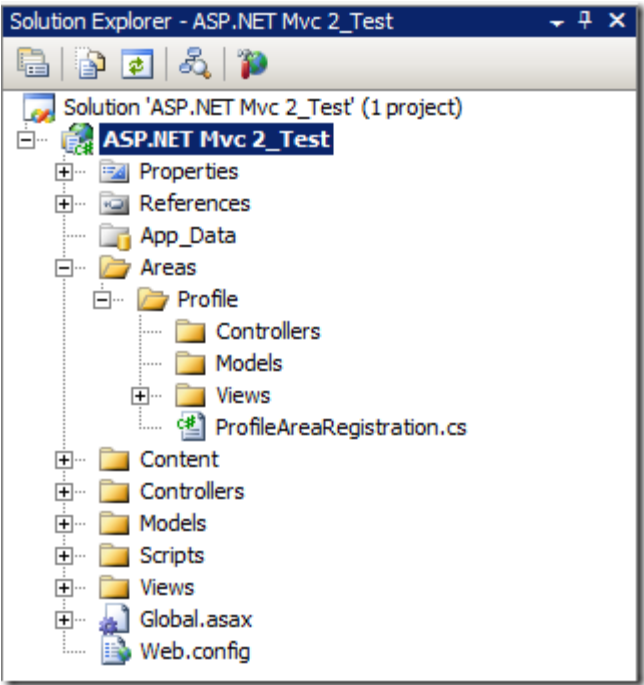 Solution Explorer - ASP.NET Mvc 2_Test
Solution 'ASP.NET Mvc 2_Test' (1 project)
ASP.NET Mvc 2_Test
Properties
References
App_Data
Areas
Profile
Controllers
Models
Views
ProfileAreaRegistration.cs
Content
Controllers
Models
Scripts
Views
Global.asax
Web.config